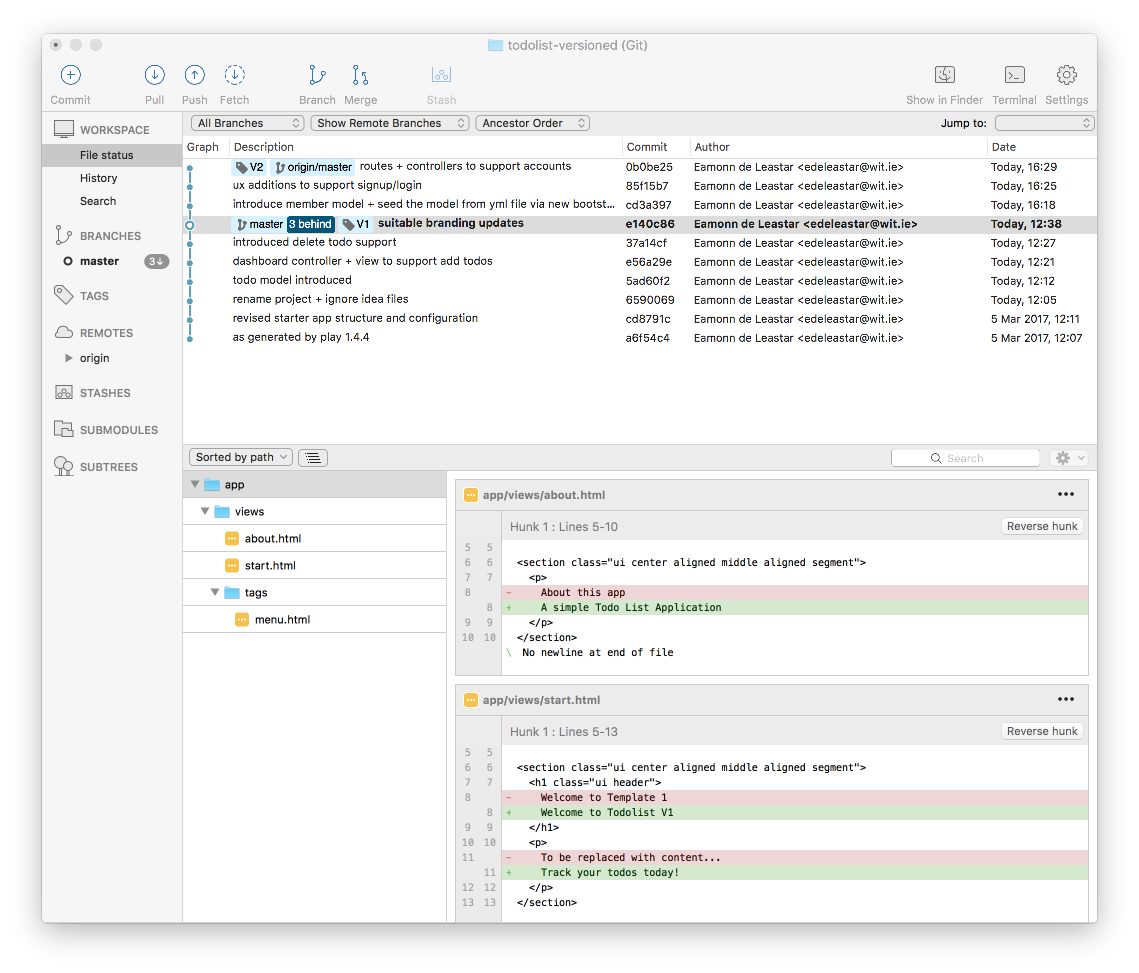 todolist-versioned (Git)
Commit Pull Push Fetch Branch Merge Stash Show in Finder Terminal Settings
WORKSPACE
File status
History
Search
BRANCHES
master 3↓
TAGS
REMOTES
origin
STASHES
SUBMODULES
SUBTREES
All Branches Show Remote Branches Ancestor Order Jump to:
Graph Description Commit Author Date
V2 origin/master routes + controllers to support accounts 0b0be25 Eamonn de Leastar <edeleastar@wit.ie> Today, 16:29
ux additions to support signup/login 85f15b7 Eamonn de Leastar <edeleastar@wit.ie> Today, 16:25
introduce member model + seed the model from yml file via new bootst... cd3a397 Eamonn de Leastar <edeleastar@wit.ie> Today, 16:18
master 3 behind V1 suitable branding updates e140c86 Eamonn de Leastar <edeleastar@wit.ie> Today, 12:38
introduced delete todo support 37a14cf Eamonn de Leastar <edeleastar@wit.ie> Today, 12:27
dashboard controller + view to support add todos e56a29e Eamonn de Leastar <edeleastar@wit.ie> Today, 12:21
todo model introduced 5ad60f2 Eamonn de Leastar <edeleastar@wit.ie> Today, 12:12
rename project + ignore idea files 6590069 Eamonn de Leastar <edeleastar@wit.ie> Today, 12:05
revised starter app structure and configuration cd8791c Eamonn de Leastar <edeleastar@wit.ie> 5 Mar 2017, 12:11
as generated by play 1.4.4 a6f54c4 Eamonn de Leastar <edeleastar@wit.ie> 5 Mar 2017, 12:07
Sorted by path Search
app
views
about.html
start.html
tags
menu.html
app/views/about.html •••
Hunk 1 : Lines 5-10 Reverse hunk
5 5
6 6 <section class="ui center aligned middle aligned segment">
7 7 <p>
8 - About this app
8 + A simple Todo List Application
9 9 </p>
10 10 </section>
\ No newline at end of file
app/views/start.html •••
Hunk 1 : Lines 5-13 Reverse hunk
5 5
6 6 <section class="ui center aligned middle aligned segment">
7 7 <h1 class="ui header">
8 - Welcome to Template 1
8 + Welcome to Todolist V1
9 9 </h1>
10 10 <p>
11 - To be replaced with content...
11 + Track your todos today!
12 12 </p>
13 13 </section>